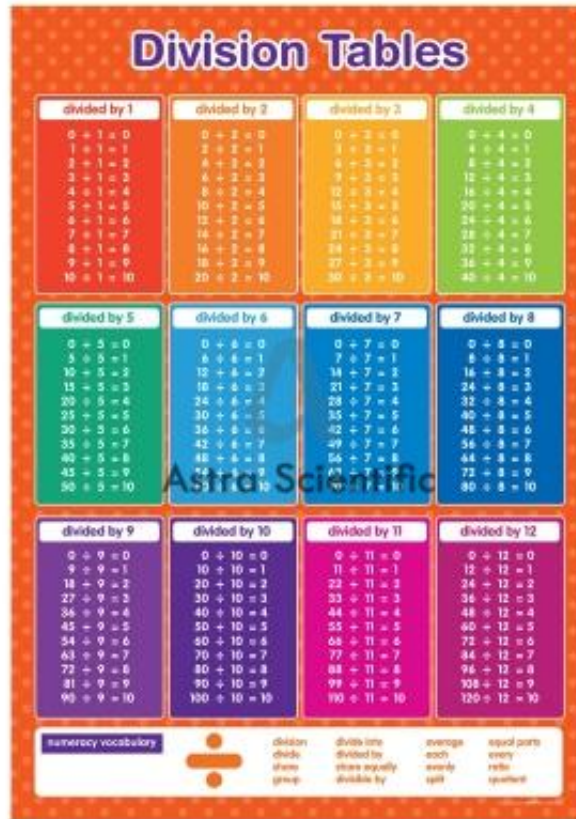 Division Tables
divided by 1
0 ÷ 1 = 0
1 ÷ 1 = 1
2 ÷ 1 = 2
3 ÷ 1 = 3
4 ÷ 1 = 4
5 ÷ 1 = 5
6 ÷ 1 = 6
7 ÷ 1 = 7
8 ÷ 1 = 8
9 ÷ 1 = 9
10 ÷ 1 = 10
divided by 2
0 ÷ 2 = 0
2 ÷ 2 = 1
4 ÷ 2 = 2
6 ÷ 2 = 3
8 ÷ 2 = 4
10 ÷ 2 = 5
12 ÷ 2 = 6
14 ÷ 2 = 7
16 ÷ 2 = 8
18 ÷ 2 = 9
20 ÷ 2 = 10
divided by 3
0 ÷ 3 = 0
3 ÷ 3 = 1
6 ÷ 3 = 2
9 ÷ 3 = 3
12 ÷ 3 = 4
15 ÷ 3 = 5
18 ÷ 3 = 6
21 ÷ 3 = 7
24 ÷ 3 = 8
27 ÷ 3 = 9
30 ÷ 3 = 10
divided by 4
0 ÷ 4 = 0
4 ÷ 4 = 1
8 ÷ 4 = 2
12 ÷ 4 = 3
16 ÷ 4 = 4
20 ÷ 4 = 5
24 ÷ 4 = 6
28 ÷ 4 = 7
32 ÷ 4 = 8
36 ÷ 4 = 9
40 ÷ 4 = 10
divided by 5
0 ÷ 5 = 0
5 ÷ 5 = 1
10 ÷ 5 = 2
15 ÷ 5 = 3
20 ÷ 5 = 4
25 ÷ 5 = 5
30 ÷ 5 = 6
35 ÷ 5 = 7
40 ÷ 5 = 8
45 ÷ 5 = 9
50 ÷ 5 = 10
divided by 6
0 ÷ 6 = 0
6 ÷ 6 = 1
12 ÷ 6 = 2
18 ÷ 6 = 3
24 ÷ 6 = 4
30 ÷ 6 = 5
36 ÷ 6 = 6
42 ÷ 6 = 7
48 ÷ 6 = 8
divided by 7
0 ÷ 7 = 0
7 ÷ 7 = 1
14 ÷ 7 = 2
21 ÷ 7 = 3
28 ÷ 7 = 4
35 ÷ 7 = 5
42 ÷ 7 = 6
49 ÷ 7 = 7
56 ÷ 7 = 8
divided by 8
0 ÷ 8 = 0
8 ÷ 8 = 1
16 ÷ 8 = 2
24 ÷ 8 = 3
32 ÷ 8 = 4
40 ÷ 8 = 5
48 ÷ 8 = 6
56 ÷ 8 = 7
64 ÷ 8 = 8
72 ÷ 8 = 9
80 ÷ 8 = 10
Astra Scientific
divided by 9
0 ÷ 9 = 0
9 ÷ 9 = 1
18 ÷ 9 = 2
27 ÷ 9 = 3
36 ÷ 9 = 4
45 ÷ 9 = 5
54 ÷ 9 = 6
63 ÷ 9 = 7
72 ÷ 9 = 8
81 ÷ 9 = 9
90 ÷ 9 = 10
divided by 10
0 ÷ 10 = 0
10 ÷ 10 = 1
20 ÷ 10 = 2
30 ÷ 10 = 3
40 ÷ 10 = 4
50 ÷ 10 = 5
60 ÷ 10 = 6
70 ÷ 10 = 7
80 ÷ 10 = 8
90 ÷ 10 = 9
100 ÷ 10 = 10
divided by 11
0 ÷ 11 = 0
11 ÷ 11 = 1
22 ÷ 11 = 2
33 ÷ 11 = 3
44 ÷ 11 = 4
55 ÷ 11 = 5
66 ÷ 11 = 6
77 ÷ 11 = 7
88 ÷ 11 = 8
99 ÷ 11 = 9
110 ÷ 11 = 10
divided by 12
0 ÷ 12 = 0
12 ÷ 12 = 1
24 ÷ 12 = 2
36 ÷ 12 = 3
48 ÷ 12 = 4
60 ÷ 12 = 5
72 ÷ 12 = 6
84 ÷ 12 = 7
96 ÷ 12 = 8
108 ÷ 12 = 9
120 ÷ 12 = 10
numeracy vocabulary
÷
division
divide
share
group
divide into
divided by
share equally
divisible by
average
each
evenly
split
equal parts
every
ratio
quotient